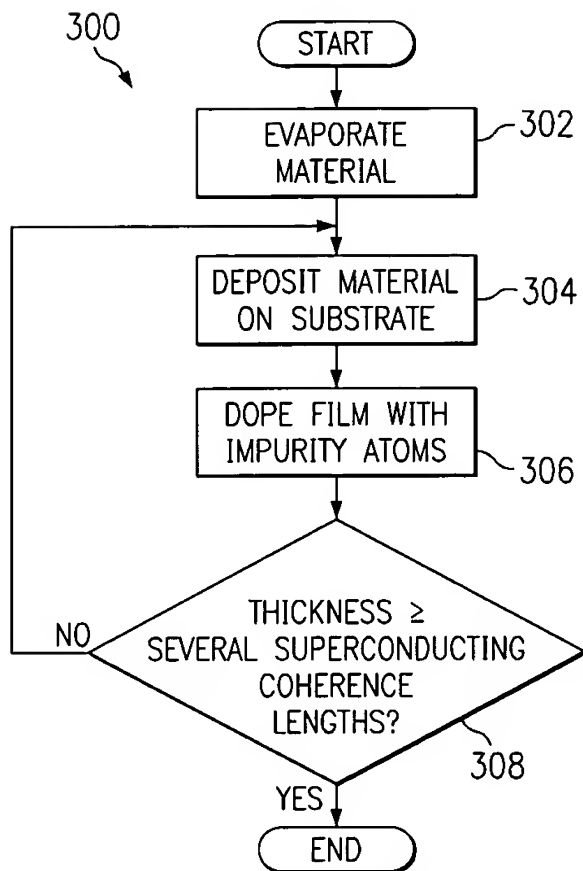 300
START
EVAPORATE
MATERIAL
302
DEPOSIT MATERIAL
ON SUBSTRATE
304
DOPE FILM WITH
IMPURITY ATOMS
306
THICKNESS ≥
SEVERAL SUPERCONDUCTING
COHERENCE
LENGTHS?
NO
308
YES
END